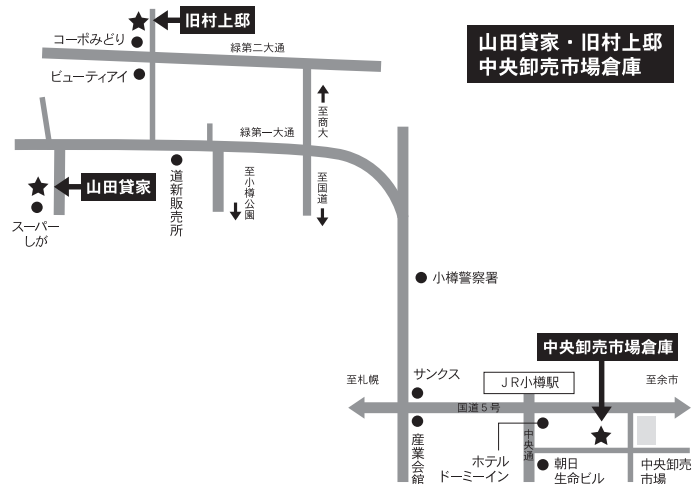 旧村上邸
コーポみどり
緑第二大通
ビューティアイ
山田貸家・旧村上邸
中央卸売市場倉庫
至商大
緑第一大通
至小樽公園
至国道
山田貸家
道新販売所
スーパー
しが
小樽警察署
中央卸売市場倉庫
至札幌
サンクス
JR小樽駅
至余市
国道5号
産業会館
中央通
ホテル
ドーミーイン
朝日
生命ビル
中央卸売
市場